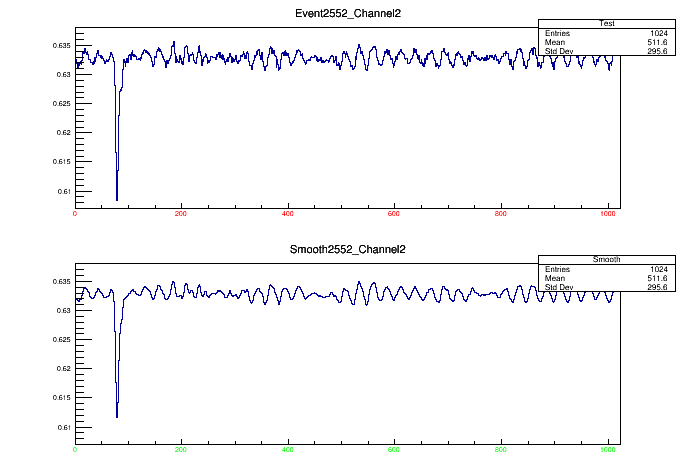 Event2552_Channel2
Test
Entries 1024
Mean 511.6
Std Dev 295.6
0.635
0.63
0.625
0.62
0.615
0.61
0 200 400 600 800 1000
Smooth2552_Channel2
Smooth
Entries 1024
Mean 511.6
Std Dev 295.6
0.635
0.63
0.625
0.62
0.615
0.61
0 200 400 600 800 1000